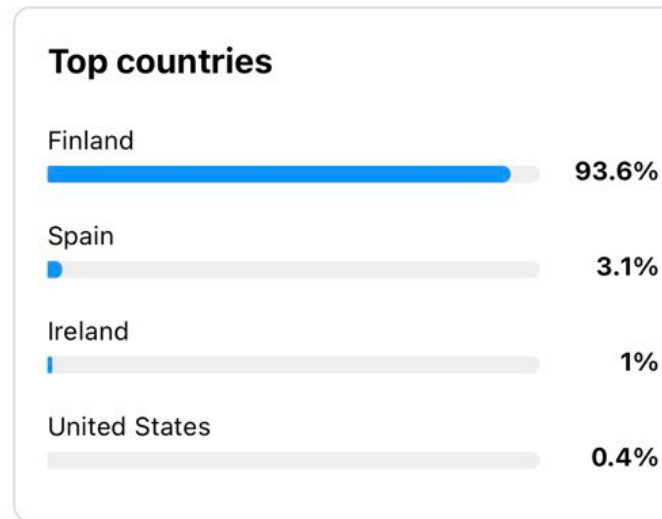 Top countries
Finland
93.6%
Spain
3.1%
Ireland
1%
United States
0.4%